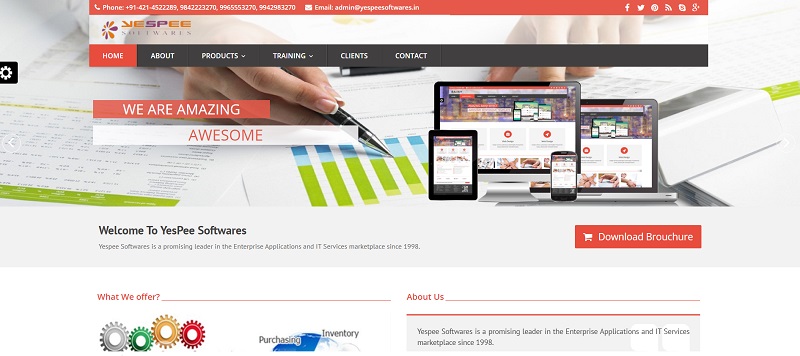 Phone: +91-421-4522289, 9842223270, 9965553270, 9942983270 Email: admin@yespeesoftwares.in
YESPEE
SOFTWARES
HOME ABOUT PRODUCTS TRAINING CLIENTS CONTACT
WE ARE AMAZING
AWESOME
Welcome To YesPee Softwares
Yespee Softwares is a promising leader in the Enterprise Applications and IT Services marketplace since 1998.
Download Brouchure
What We offer?
Purchasing
Inventory
About Us
Yespee Softwares is a promising leader in the Enterprise Applications and IT Services
marketplace since 1998.